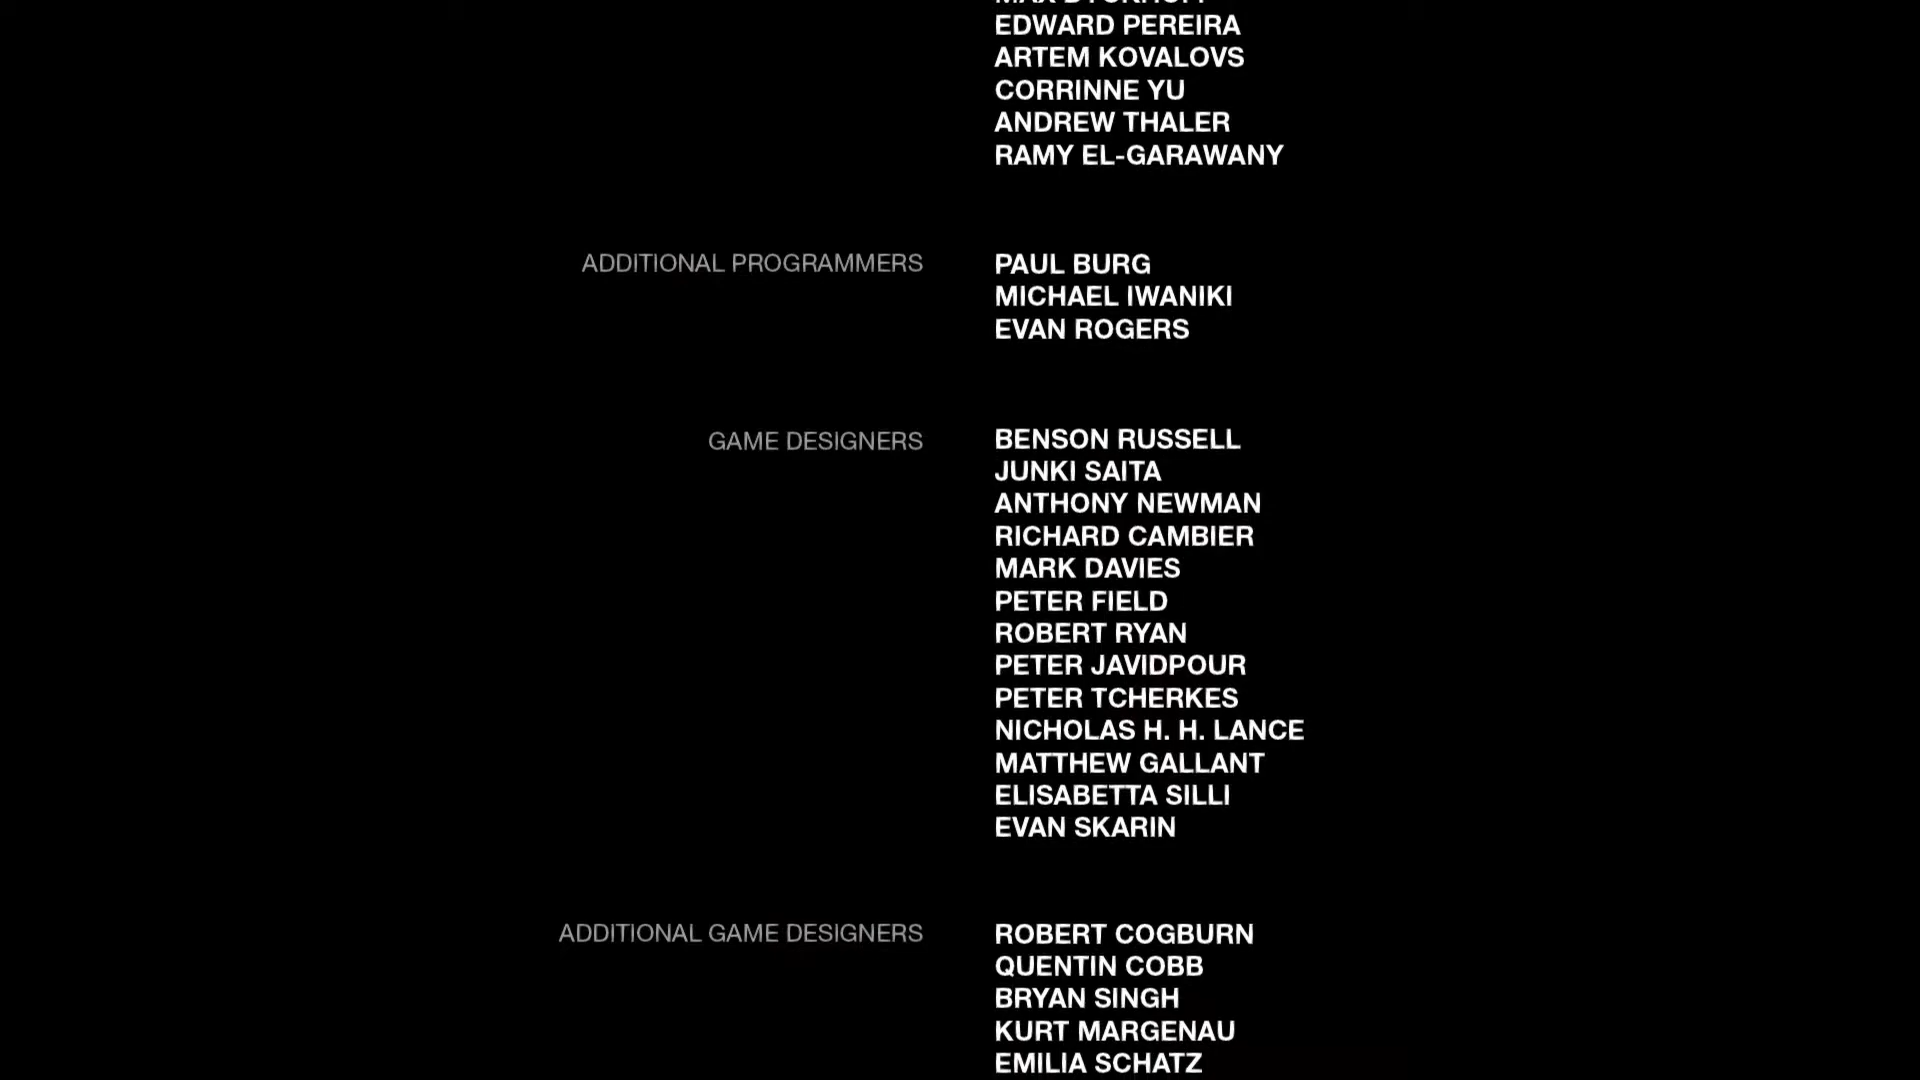 EDWARD PEREIRA
ARTEM KOVALOVS
CORRINNE YU
ANDREW THALER
RAMY EL-GARAWANY
ADDITIONAL PROGRAMMERS PAUL BURG
MICHAEL IWANIKI
EVAN ROGERS
GAME DESIGNERS BENSON RUSSELL
JUNKI SAITA
ANTHONY NEWMAN
RICHARD CAMBIER
MARK DAVIES
PETER FIELD
ROBERT RYAN
PETER JAVIDPOUR
PETER TCHERKES
NICHOLAS H. H. LANCE
MATTHEW GALLANT
ELISABETTA SILLI
EVAN SKARIN
ADDITIONAL GAME DESIGNERS ROBERT COGBURN
QUENTIN COBB
BRYAN SINGH
KURT MARGENAU
EMILIA SCHATZ